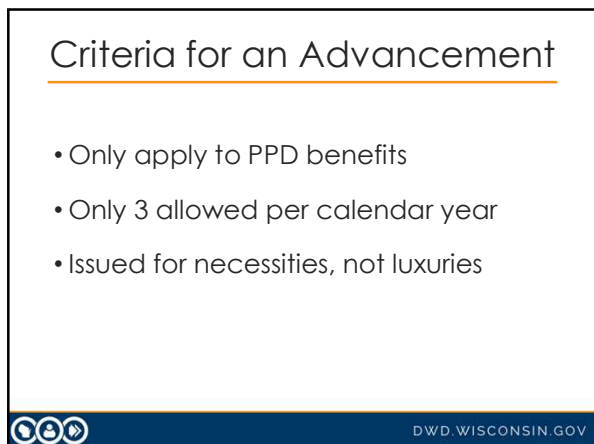 Criteria for an Advancement
• Only apply to PPD benefits
• Only 3 allowed per calendar year
• Issued for necessities, not luxuries
DWD.WISCONSIN.GOV